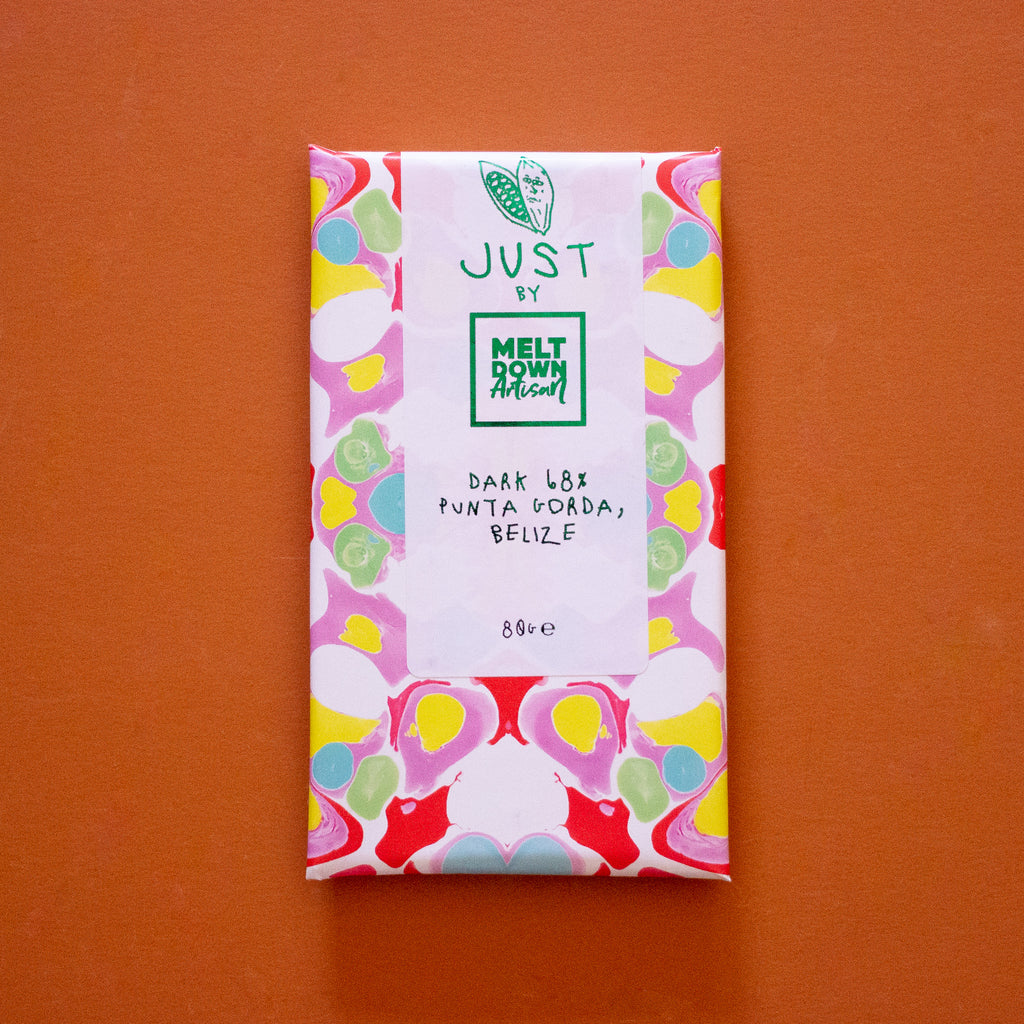 JUST
BY
MELT
DOWN
Artisan
DARK 68%
PUNTA GORDA,
BELIZE
80G ℮